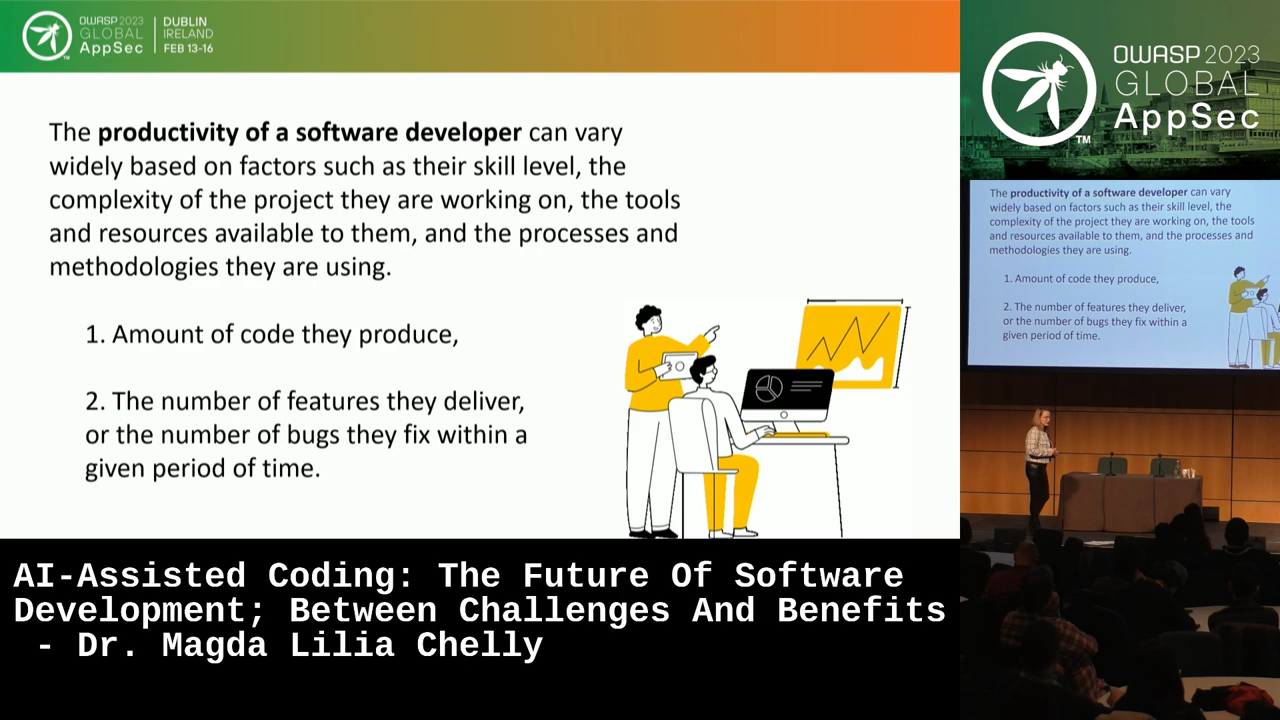 OWASP 2023
GLOBAL
AppSec
DUBLIN
IRELAND
FEB 13-16
TM
The productivity of a software developer can vary
widely based on factors such as their skill level, the
complexity of the project they are working on, the tools
and resources available to them, and the processes and
methodologies they are using.
1. Amount of code they produce,
2. The number of features they deliver,
or the number of bugs they fix within a
given period of time.
AI-Assisted Coding: The Future Of Software
Development; Between Challenges And Benefits
- Dr. Magda Lilia Chelly
OWASP 2023
GLOBAL
AppSec
TM
The productivity of a software developer can vary
widely based on factors such as their skill level, the
complexity of the project they are working on, the tools
and resources available to them, and the processes and
methodologies they are using.
1. Amount of code they produce,
2. The number of features they deliver,
or the number of bugs they fix within a
given period of time.